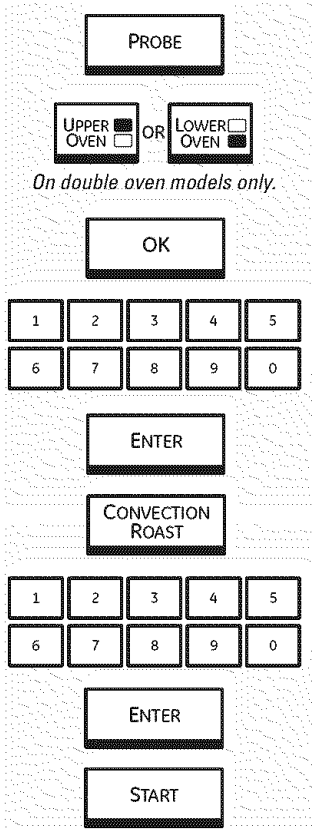 PROBE
UPPER OVEN OR LOWER OVEN
On double oven models only.
OK
1 2 3 4 5
6 7 8 9 0
ENTER
CONVECTION
ROAST
1 2 3 4 5
6 7 8 9 0
ENTER
START